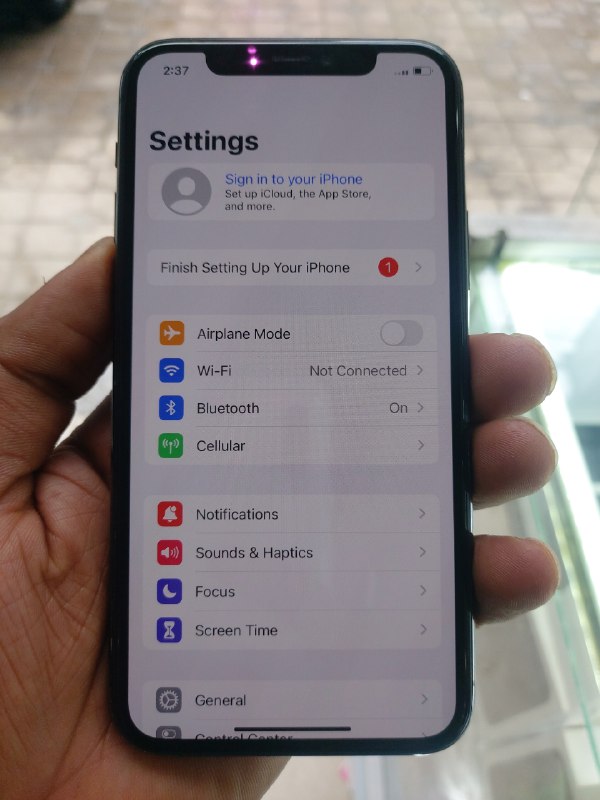 2:37
Settings
Sign in to your iPhone
Set up iCloud, the App Store,
and more.
Finish Setting Up Your iPhone 1
Airplane Mode
Wi-Fi Not Connected
Bluetooth On
Cellular
Notifications
Sounds & Haptics
Focus
Screen Time
General
Control Center